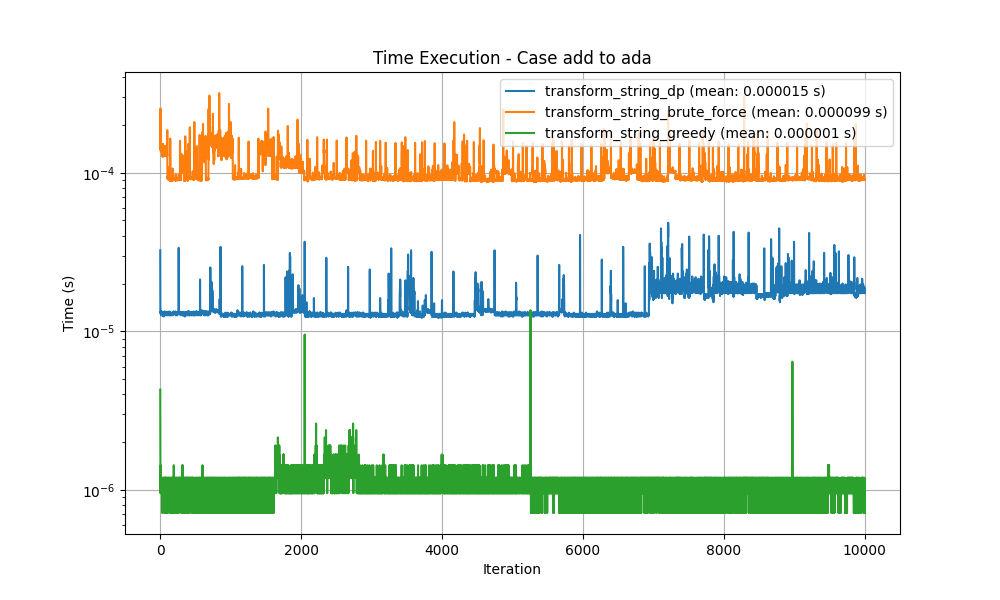 Time Execution - Case add to ada
transform_string_dp (mean: 0.000015 s)
transform_string_brute_force (mean: 0.000099 s)
transform_string_greedy (mean: 0.000001 s)
Time (s)
10⁻⁴
10⁻⁵
10⁻⁶
0 2000 4000 6000 8000 10000
Iteration